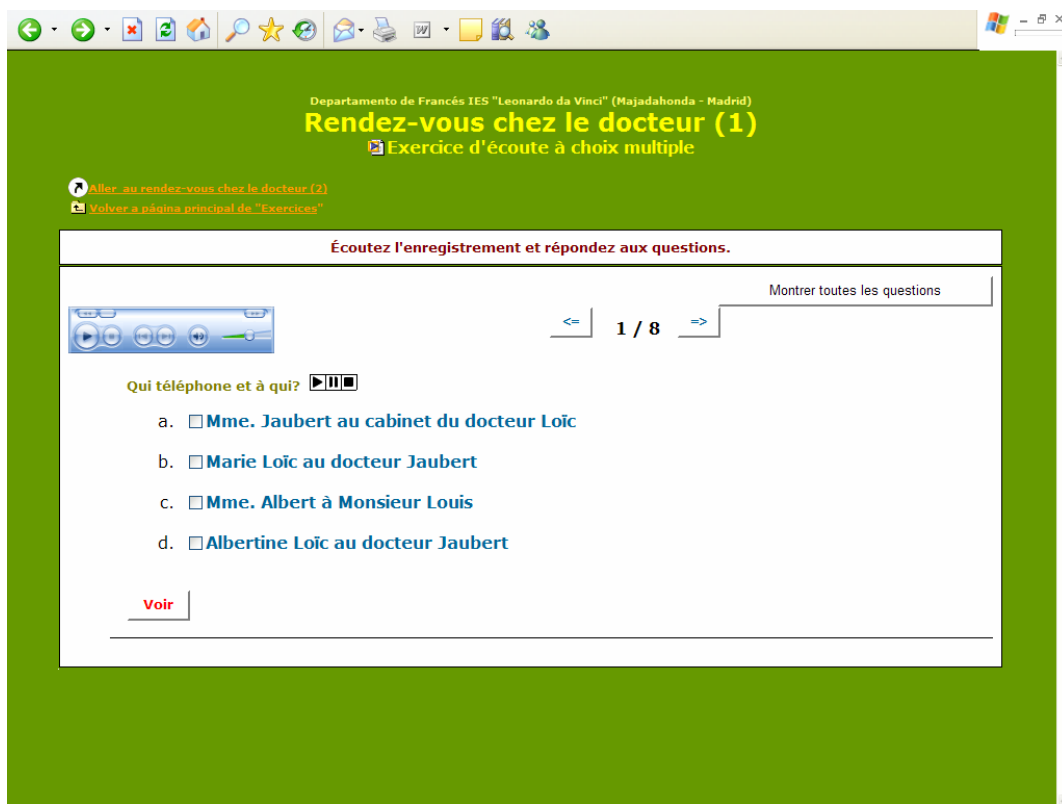 Departamento de Francés IES "Leonardo da Vinci" (Majadahonda - Madrid)
Rendez-vous chez le docteur (1)
Exercice d'écoute à choix multiple
Aller au rendez-vous chez le docteur (2)
Volver a página principal de "Exercices"
Écoutez l'enregistrement et répondez aux questions.
Montrer toutes les questions
<= 1 / 8 =>
Qui téléphone et à qui?
a. Mme. Jaubert au cabinet du docteur Loïc
b. Marie Loïc au docteur Jaubert
c. Mme. Albert à Monsieur Louis
d. Albertine Loïc au docteur Jaubert
Voir